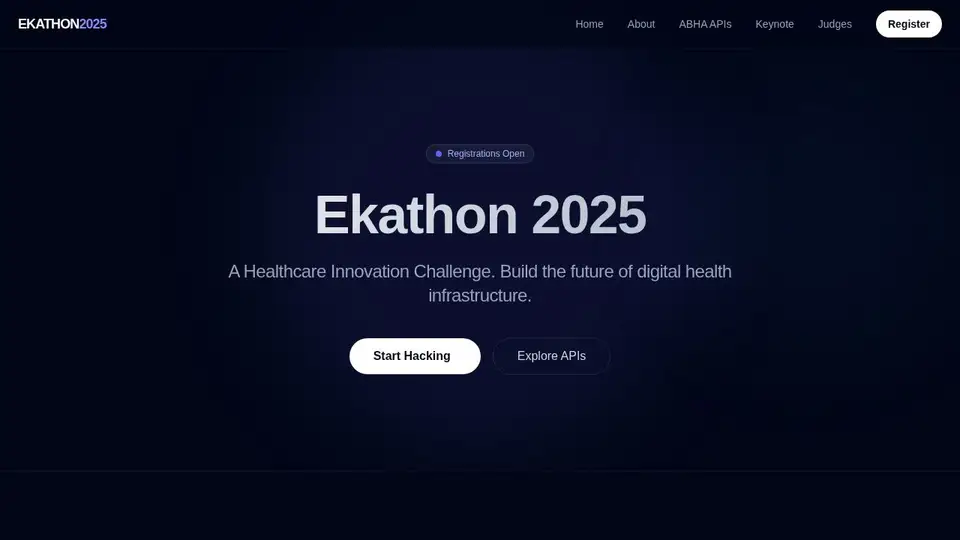 EKATHON2025
Home
About
ABHA APIs
Keynote
Judges
Register
Registrations Open
Ekathon 2025
A Healthcare Innovation Challenge. Build the future of digital health
infrastructure.
Start Hacking
Explore APIs